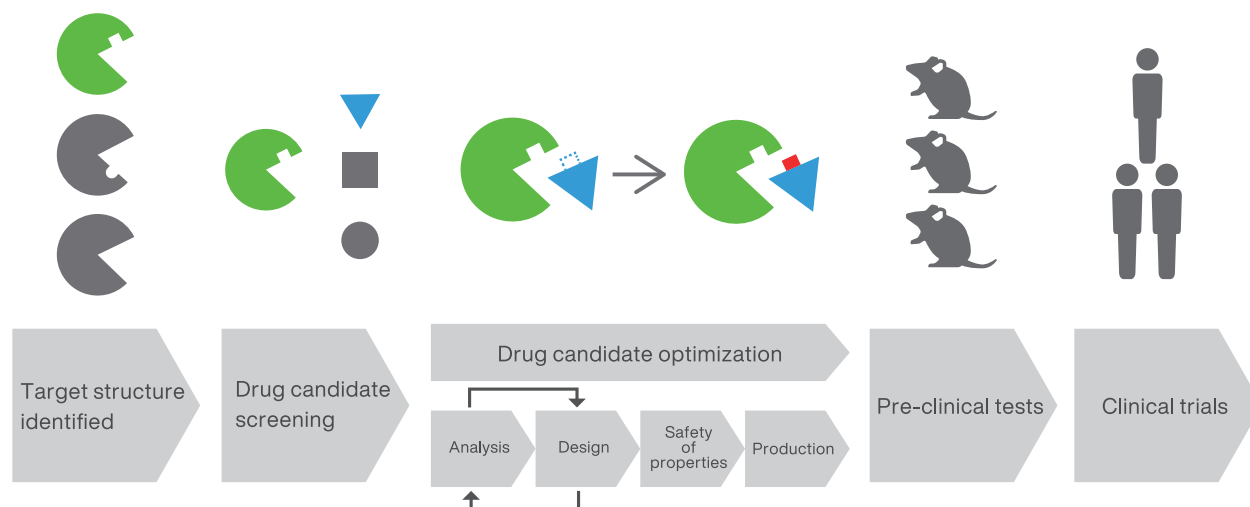 Target structure
identified
Drug candidate
screening
Drug candidate optimization
Analysis
Design
Safety
of
properties
Production
Pre-clinical tests
Clinical trials